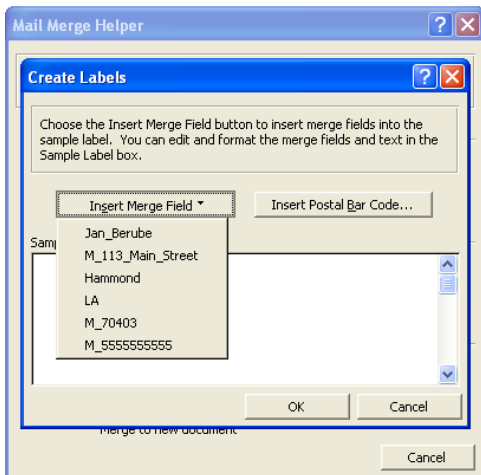 Mail Merge Helper
Create Labels
Choose the Insert Merge Field button to insert merge fields into the
sample label. You can edit and format the merge fields and text in the
Sample Label box.
Insert Merge Field
Insert Postal Bar Code...
Jan_Berube
Samp
M_113_Main_Street
Hammond
LA
M_70403
M_5555555555
OK
Cancel
Merge to new document
Cancel